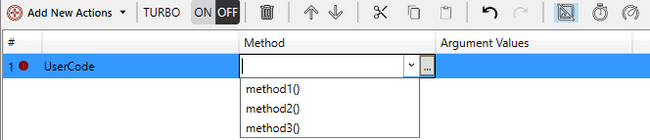 Add New Actions TURBO ON OFF
# Method Argument Values
1 UserCode ...
method1()
method2()
method3()